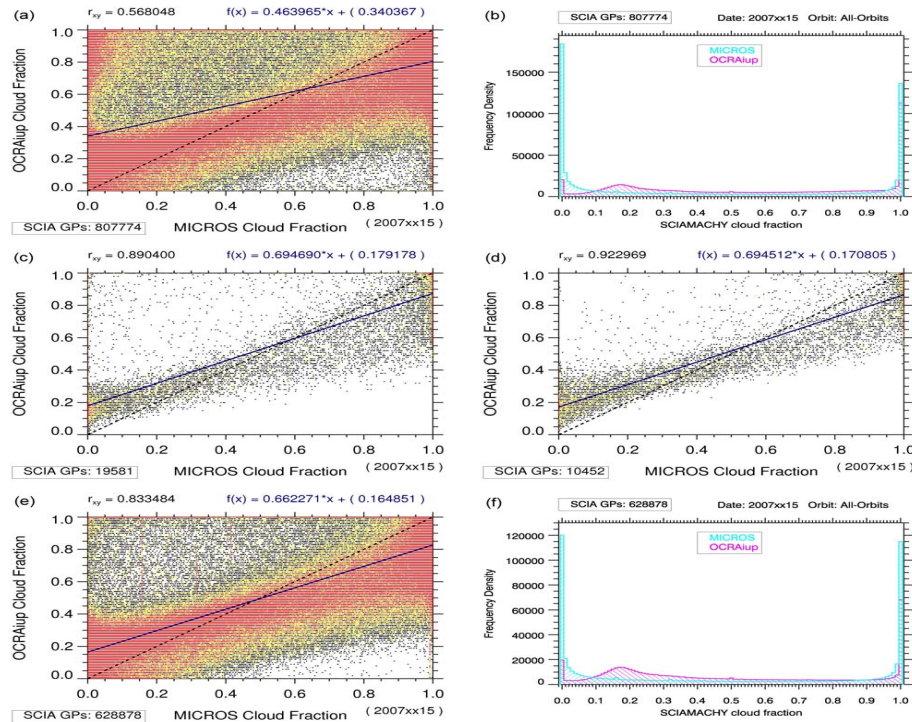 (a) r_xy = 0.568048 f(x) = 0.463965*x + ( 0.340367 )
1.0
0.8
0.6
0.4
0.2
0.0
OCRAiup Cloud Fraction
0.0 0.2 0.4 0.6 0.8 1.0
SCIA GPs: 807774 MICROS Cloud Fraction ( 2007xx15 )
(b) SCIA GPs: 807774 Date: 2007xx15 Orbit: All-Orbits
MICROS
OCRAiup
150000
100000
50000
0
Frequency Density
0.0 0.1 0.2 0.3 0.4 0.5 0.6 0.7 0.8 0.9 1.0
SCIAMACHY cloud fraction
(c) r_xy = 0.890400 f(x) = 0.694690*x + ( 0.179178 )
1.0
0.8
0.6
0.4
0.2
0.0
OCRAiup Cloud Fraction
0.0 0.2 0.4 0.6 0.8 1.0
SCIA GPs: 19581 MICROS Cloud Fraction ( 2007xx15 )
(d) r_xy = 0.922969 f(x) = 0.694512*x + ( 0.170805 )
1.0
0.8
0.6
0.4
0.2
0.0
OCRAiup Cloud Fraction
0.0 0.2 0.4 0.6 0.8 1.0
SCIA GPs: 10452 MICROS Cloud Fraction ( 2007xx15 )
(e) r_xy = 0.833484 f(x) = 0.662271*x + ( 0.164851 )
1.0
0.8
0.6
0.4
0.2
0.0
OCRAiup Cloud Fraction
0.0 0.2 0.4 0.6 0.8 1.0
SCIA GPs: 628878 MICROS Cloud Fraction ( 2007xx15 )
(f) SCIA GPs: 628878 Date: 2007xx15 Orbit: All-Orbits
MICROS
OCRAiup
120000
100000
80000
60000
40000
20000
0
Frequency Density
0.0 0.1 0.2 0.3 0.4 0.5 0.6 0.7 0.8 0.9 1.0
SCIAMACHY cloud fraction